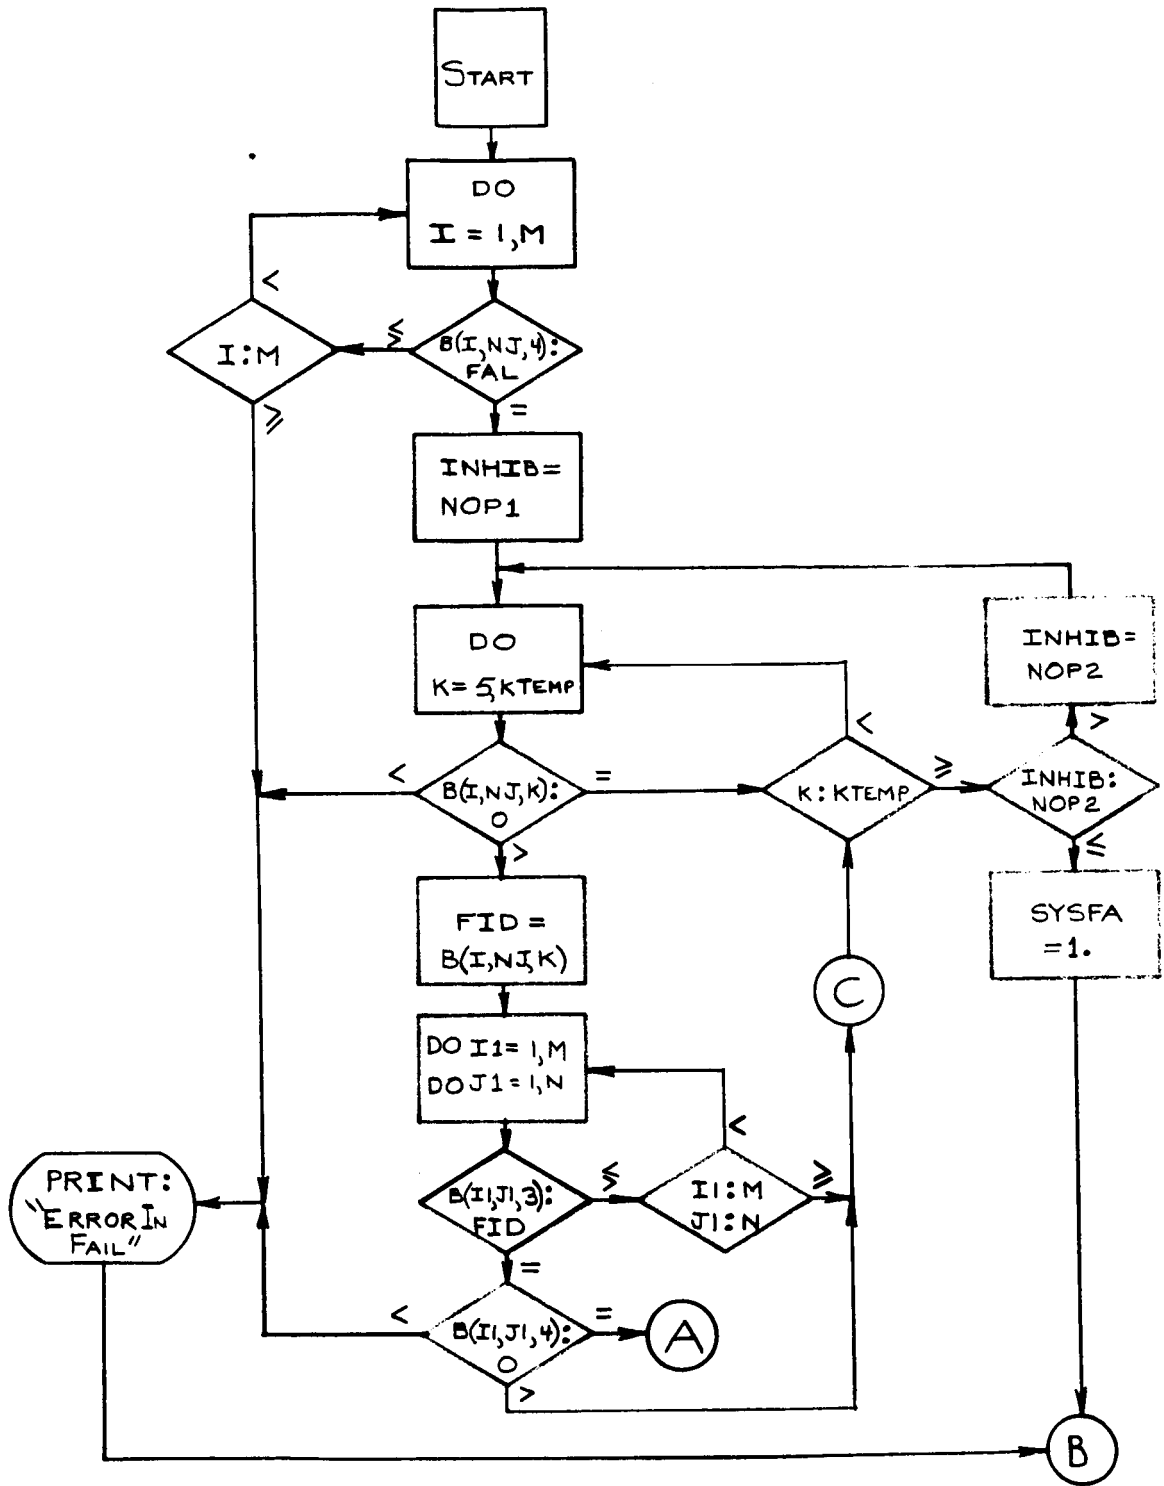 START
DO
I = 1,M
<
I:M
≶
B(I,NJ,4):
FAL
≥
=
INHIB=
NOP1
DO
K= 5,KTEMP
INHIB=
NOP2
<
>
<
B(I,NJ,K):
0
=
K:KTEMP
≥
INHIB:
NOP2
>
≤
FID =
B(I,NJ,K)
SYSFA
=1.
C
DO I1= 1,M
DO J1= 1,N
<
PRINT:
"ERROR IN
FAIL"
B(I1,J1,3):
FID
≶
I1:M
J1:N
≥
=
<
B(I1,J1,4):
0
=
A
>
B